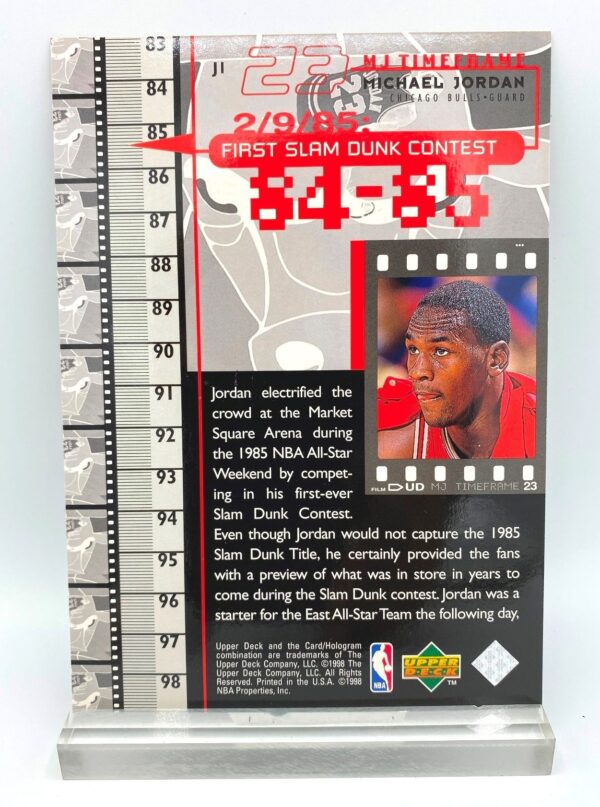 83
84
85
86
87
88
89
90
91
92
93
94
95
96
97
98
J1
23
MJ TIMEFRAME
MICHAEL JORDAN
CHICAGO BULLS • GUARD
2/9/85:
FIRST SLAM DUNK CONTEST
84-85
23
FILM UD MJ TIMEFRAME 23
Jordan electrified the
crowd at the Market
Square Arena during
the 1985 NBA All-Star
Weekend by compet-
ing in his first-ever
Slam Dunk Contest.
Even though Jordan would not capture the 1985
Slam Dunk Title, he certainly provided the fans
with a preview of what was in store in years to
come during the Slam Dunk contest. Jordan was a
starter for the East All-Star Team the following day,
Upper Deck and the Card/Hologram
combination are trademarks of The
Upper Deck Company, LLC. ©1998 The
Upper Deck Company, LLC. All Rights
Reserved. Printed in the U.S.A. ©1998
NBA Properties, Inc.
NBA
UPPER
DECK
TM